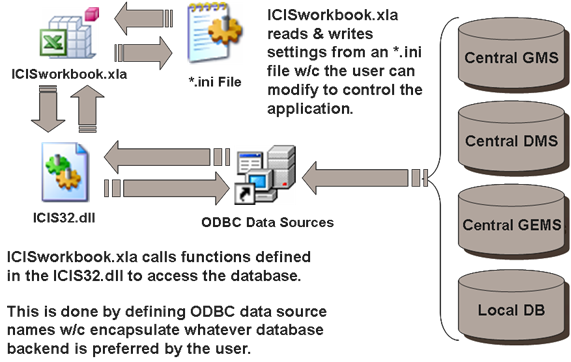 ICISworkbook.xla
*.ini File
ICISworkbook.xla
reads & writes
settings from an *.ini
file w/c the user can
modify to control the
application.
Central GMS
Central DMS
Central GEMS
Local DB
ICIS32.dll
ODBC Data Sources
ICISworkbook.xla calls functions defined
in the ICIS32.dll to access the database.
This is done by defining ODBC data source
names w/c encapsulate whatever database
backend is preferred by the user.